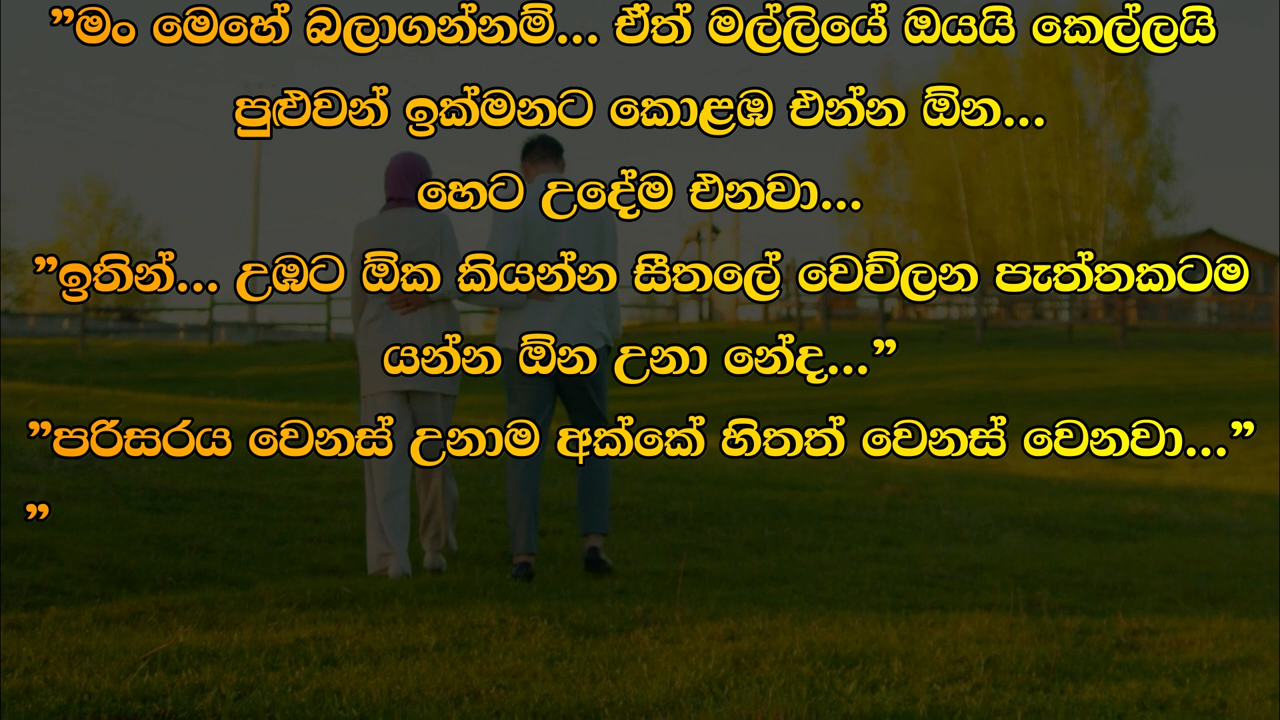 ”මං මෙහේ බලාගන්නම්... ඒත් මල්ලියේ ඔයයි කෙල්ලයි
පුළුවන් ඉක්මනට කොළඹ එන්න ඕන...
හෙට උදේම එනවා...
”ඉතින්... උඹට ඕක කියන්න සීතලේ වෙව්ලන පැත්තකටම
යන්න ඕන උනා නේද...”
”පරිසරය වෙනස් උනාම අක්කේ හිතත් වෙනස් වෙනවා...”
”